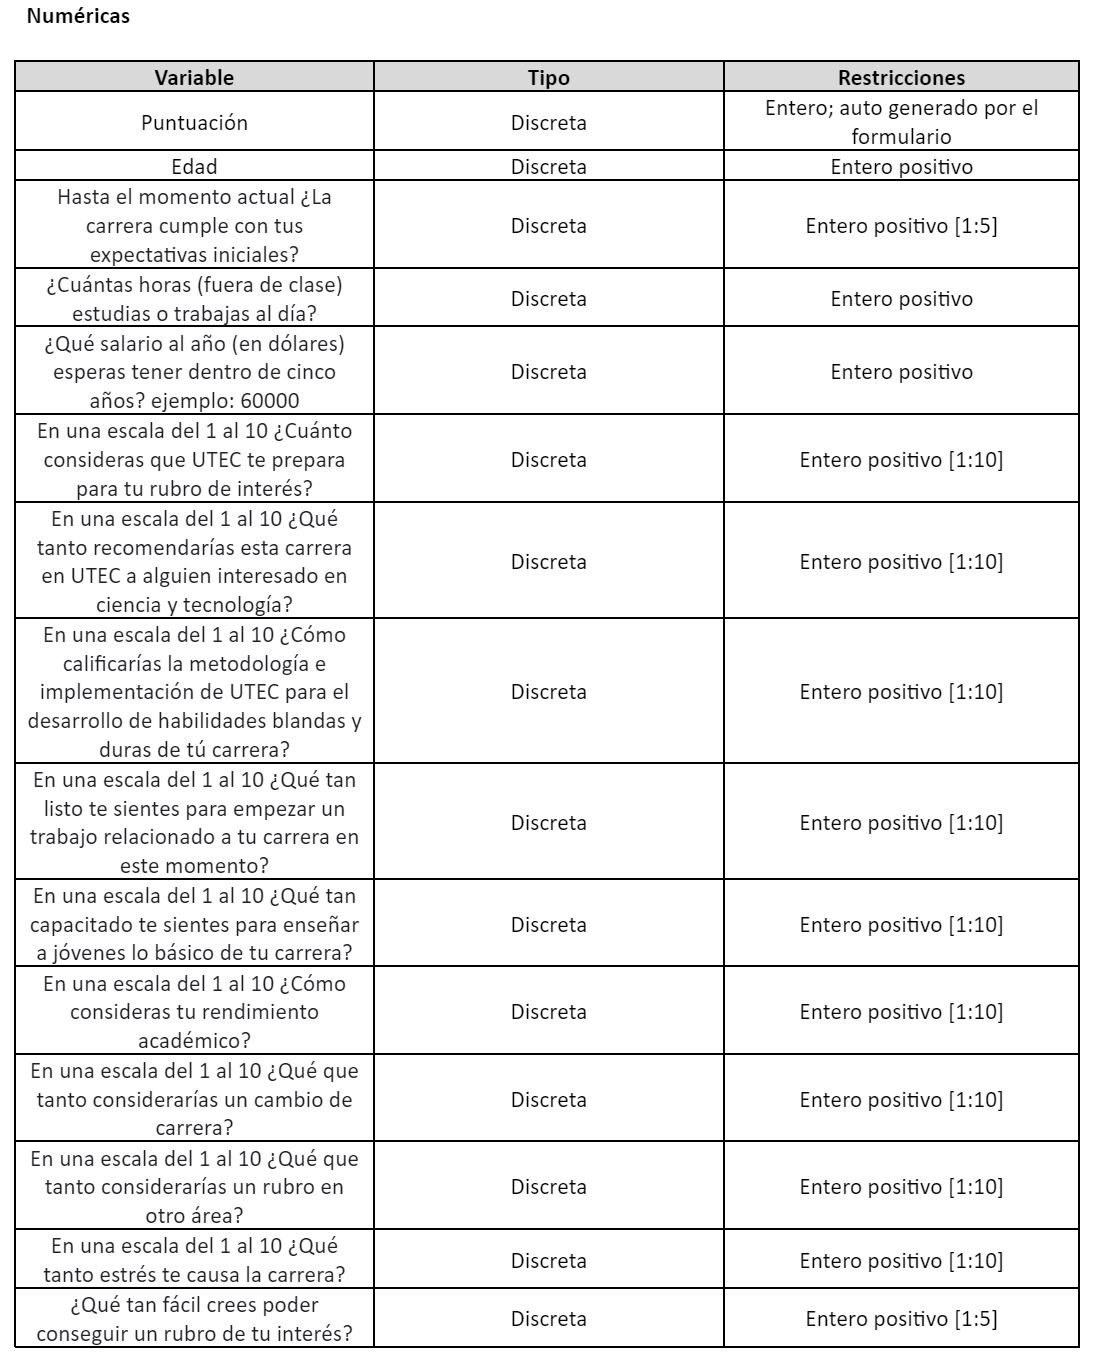 Numéricas
Variable Tipo Restricciones
Puntuación Discreta Entero; auto generado por el
formulario
Edad Discreta Entero positivo
Hasta el momento actual ¿La
carrera cumple con tus
expectativas iniciales?
Discreta Entero positivo [1:5]
¿Cuántas horas (fuera de clase)
estudias o trabajas al día?
Discreta Entero positivo
¿Qué salario al año (en dólares)
esperas tener dentro de cinco
años? ejemplo: 60000
Discreta Entero positivo
En una escala del 1 al 10 ¿Cuánto
consideras que UTEC te prepara
para tu rubro de interés?
Discreta Entero positivo [1:10]
En una escala del 1 al 10 ¿Qué
tanto recomendarías esta carrera
en UTEC a alguien interesado en
ciencia y tecnología?
Discreta Entero positivo [1:10]
En una escala del 1 al 10 ¿Cómo
calificarías la metodología e
implementación de UTEC para el
desarrollo de habilidades blandas y
duras de tú carrera?
Discreta Entero positivo [1:10]
En una escala del 1 al 10 ¿Qué tan
listo te sientes para empezar un
trabajo relacionado a tu carrera en
este momento?
Discreta Entero positivo [1:10]
En una escala del 1 al 10 ¿Qué tan
capacitado te sientes para enseñar
a jóvenes lo básico de tu carrera?
Discreta Entero positivo [1:10]
En una escala del 1 al 10 ¿Cómo
consideras tu rendimiento
académico?
Discreta Entero positivo [1:10]
En una escala del 1 al 10 ¿Qué que
tanto considerarías un cambio de
carrera?
Discreta Entero positivo [1:10]
En una escala del 1 al 10 ¿Qué que
tanto considerarías un rubro en
otro área?
Discreta Entero positivo [1:10]
En una escala del 1 al 10 ¿Qué
tanto estrés te causa la carrera?
Discreta Entero positivo [1:10]
¿Qué tan fácil crees poder
conseguir un rubro de tu interés?
Discreta Entero positivo [1:5]